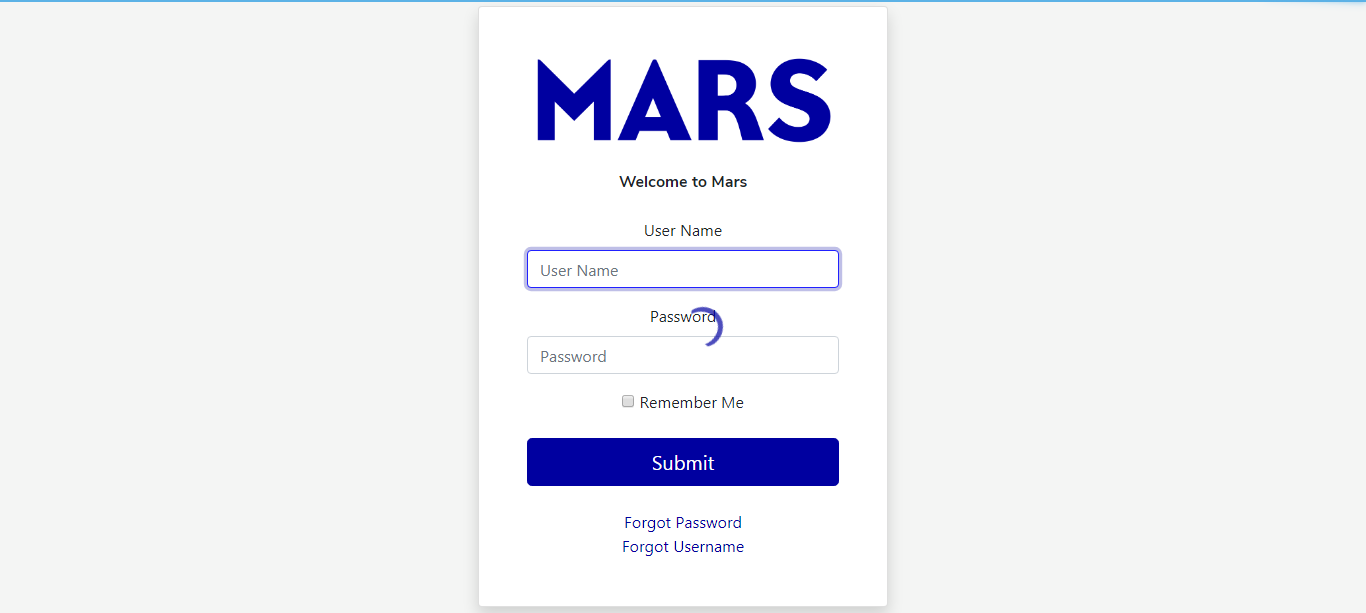 MARS
Welcome to Mars
User Name
User Name
Password
Password
Remember Me
Submit
Forgot Password
Forgot Username